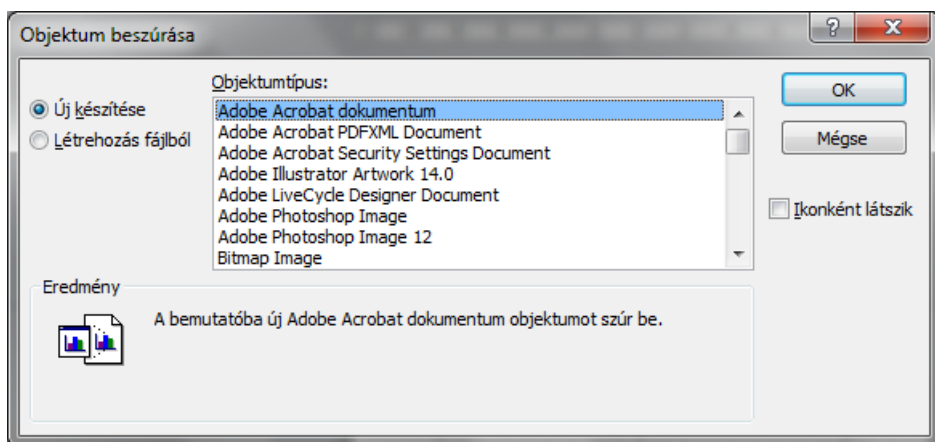 Objektum beszúrása
Objektumtípus:
Új készítése
Létrehozás fájlból
Adobe Acrobat dokumentum
Adobe Acrobat PDFXML Document
Adobe Acrobat Security Settings Document
Adobe Illustrator Artwork 14.0
Adobe LiveCycle Designer Document
Adobe Photoshop Image
Adobe Photoshop Image 12
Bitmap Image
OK
Mégse
Ikonként látszik
Eredmény
A bemutatóba új Adobe Acrobat dokumentum objektumot szúr be.